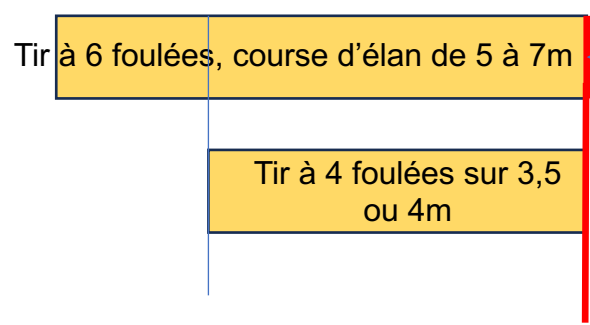 Tir à 6 foulées, course d’élan de 5 à 7m
Tir à 4 foulées sur 3,5
ou 4m